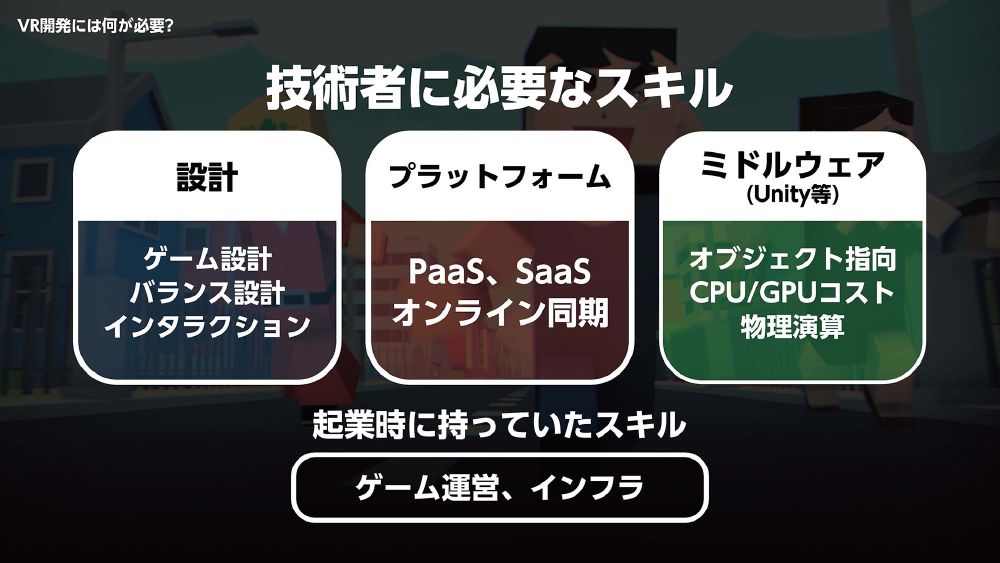 VR開発には何が必要?
技術者に必要なスキル
設計
ゲーム設計
バランス設計
インタラクション
プラットフォーム
PaaS、SaaS
オンライン同期
ミドルウェア
(Unity等)
オブジェクト指向
CPU/GPUコスト
物理演算
起業時に持っていたスキル
ゲーム運営、インフラ